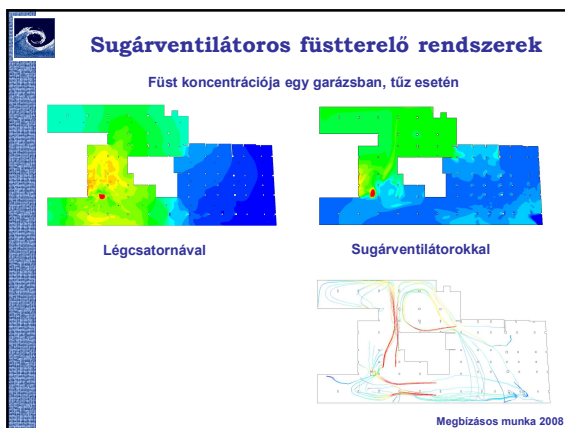 Sugárventilátoros füstterelő rendszerek
Füst koncentrációja egy garázsban, tűz esetén
Légcsatornával
Sugárventilátorokkal
Megbízásos munka 2008